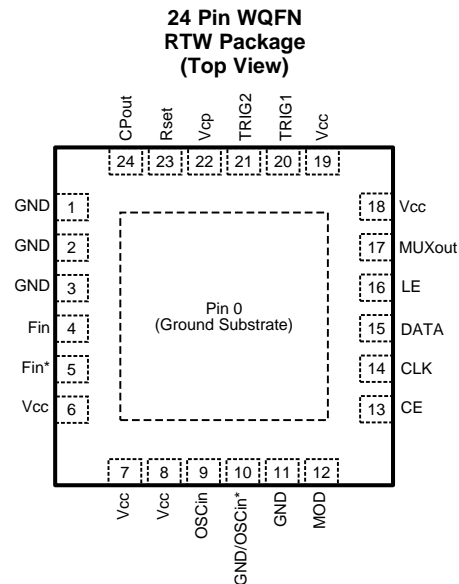 24 Pin WQFN
RTW Package
(Top View)
CPout
Rset
Vcp
TRIG2
TRIG1
Vcc
24 23 22 21 20 19
GND 1
GND 2
GND 3
Fin 4
Fin* 5
Vcc 6
Pin 0
(Ground Substrate)
18 Vcc
17 MUXout
16 LE
15 DATA
14 CLK
13 CE
7 8 9 10 11 12
Vcc
Vcc
OSCin
GND/OSCin*
GND
MOD